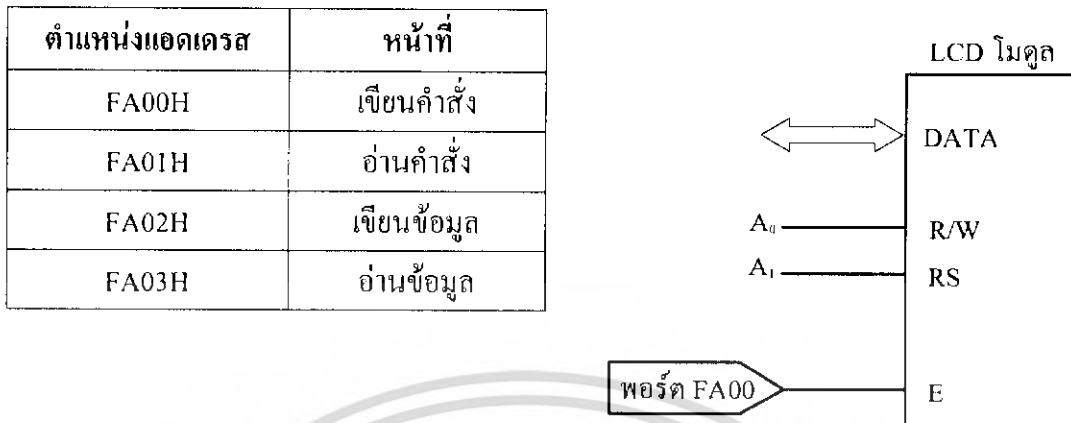 ตำแหน่งแอดเดรส หน้าที่
FA00H เขียนคำสั่ง
FA01H อ่านคำสั่ง
FA02H เขียนข้อมูล
FA03H อ่านข้อมูล
LCD โมดูล
DATA
A₀ R/W
A₁ RS
พอร์ต FA00 E